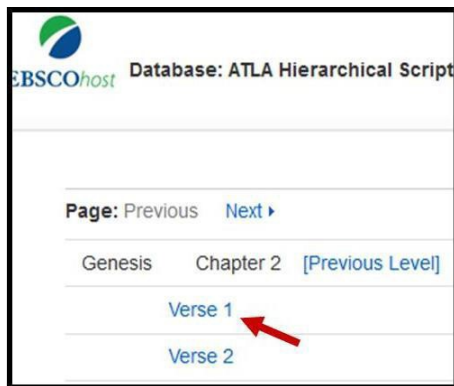 EBSCOhost Database: ATLA Hierarchical Script
Page: Previous Next ▸
Genesis Chapter 2 [Previous Level]
Verse 1
Verse 2